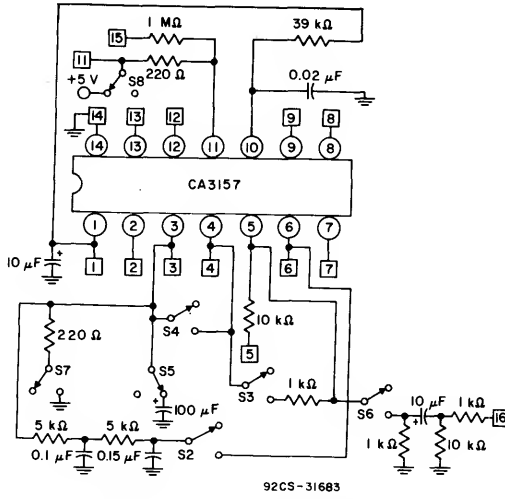 1 MΩ
39 kΩ
15
11
220 Ω
+5 V
S8
0.02 μF
14
13
12
9
8
14
13
12
11
10
9
8
CA3157
1
2
3
4
5
6
7
10 μF
+
1
2
3
4
6
7
S4
10 kΩ
5
220 Ω
S7
S5
S3
1 kΩ
+
100 μF
S6
10 μF
+
1 kΩ
16
5 kΩ
5 kΩ
S2
1 kΩ
10 kΩ
0.1 μF
0.15 μF
92CS-31683